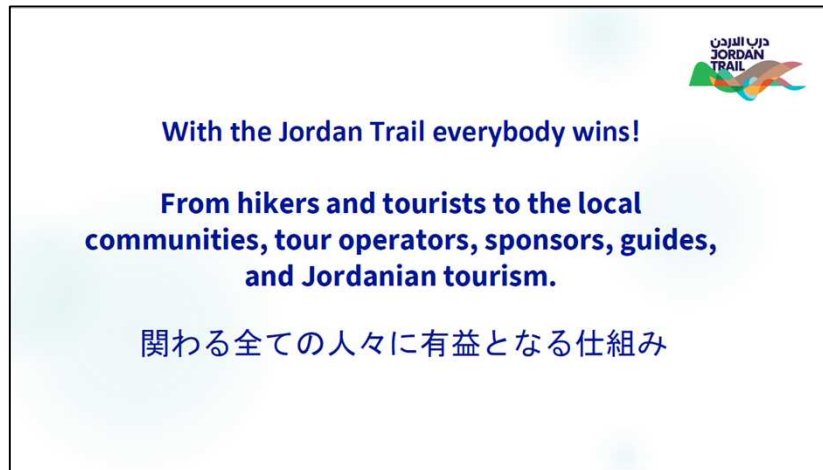 درب الاردن
JORDAN
TRAIL
With the Jordan Trail everybody wins!
From hikers and tourists to the local
communities, tour operators, sponsors, guides,
and Jordanian tourism.
関わる全ての人々に有益となる仕組み